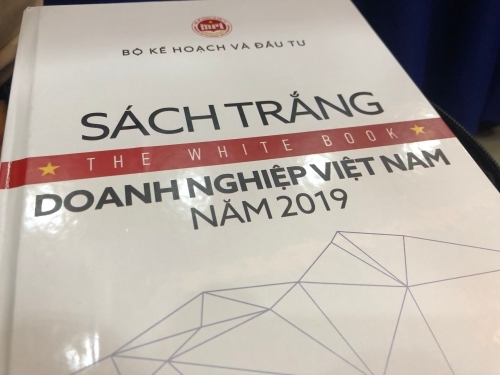 mpi
BỘ KẾ HOẠCH VÀ ĐẦU TƯ
SÁCH TRẮNG
THE WHITE BOOK
DOANH NGHIỆP VIỆT NAM
NĂM 2019